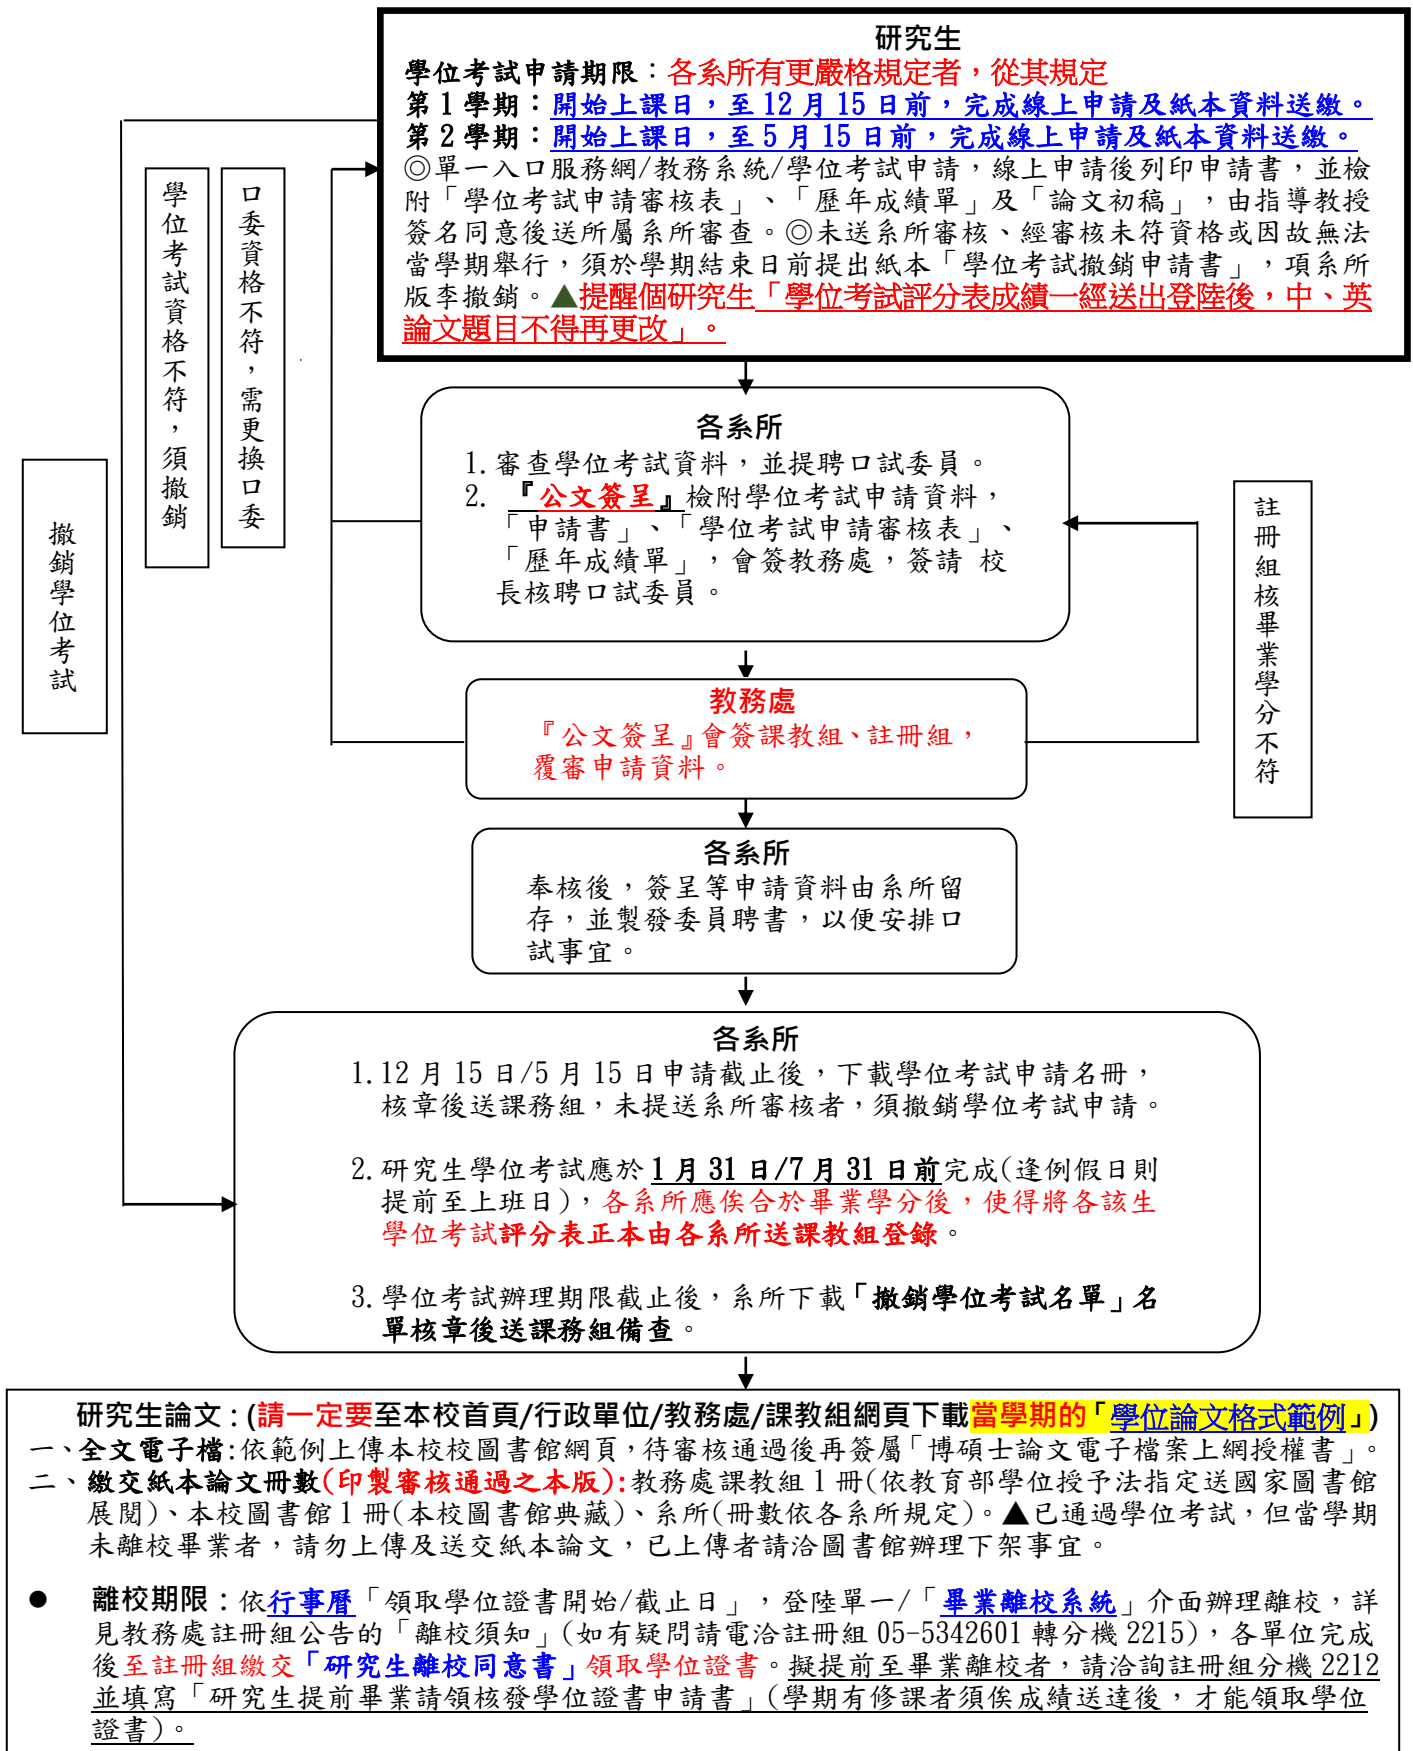 研究生
學位考試申請期限：各系所有更嚴格規定者，從其規定
第 1 學期：開始上課日，至 12 月 15 日前，完成線上申請及紙本資料送繳。
第 2 學期：開始上課日，至 5 月 15 日前，完成線上申請及紙本資料送繳。
◎單一入口服務網/教務系統/學位考試申請，線上申請後列印申請書，並檢
附「學位考試申請審核表」、「歷年成績單」及「論文初稿」，由指導教授
簽名同意後送所屬系所審查。◎未送系所審核、經審核未符資格或因故無法
當學期舉行，須於學期結束日前提出紙本「學位考試撤銷申請書」，項系所
版李撤銷。▲提醒個研究生「學位考試評分表成績一經送出登陸後，中、英
論文題目不得再更改」。
學位考試資格不符，須撤銷
口委資格不符，需更換口委
撤銷學位考試
各系所
1. 審查學位考試資料，並提聘口試委員。
2. 『公文簽呈』檢附學位考試申請資料，
「申請書」、「學位考試申請審核表」、
「歷年成績單」，會簽教務處，簽請 校
長核聘口試委員。
註冊組核畢業學分不符
教務處
『公文簽呈』會簽課教組、註冊組，
覆審申請資料。
各系所
奉核後，簽呈等申請資料由系所留
存，並製發委員聘書，以便安排口
試事宜。
各系所
1. 12 月 15 日/5 月 15 日申請截止後，下載學位考試申請名冊，
核章後送課務組，未提送系所審核者，須撤銷學位考試申請。
2. 研究生學位考試應於 1 月 31 日/7 月 31 日前完成(逢例假日則
提前至上班日)，各系所應俟合於畢業學分後，使得將各該生
學位考試評分表正本由各系所送課教組登錄。
3. 學位考試辦理期限截止後，系所下載「撤銷學位考試名單」名
單核章後送課務組備查。
研究生論文：(請一定要至本校首頁/行政單位/教務處/課教組網頁下載當學期的「學位論文格式範例」)
一、全文電子檔:依範例上傳本校校圖書館網頁，待審核通過後再簽屬「博碩士論文電子檔案上網授權書」。
二、繳交紙本論文冊數(印製審核通過之本版):教務處課教組 1 冊(依教育部學位授予法指定送國家圖書館
展閱)、本校圖書館 1 冊(本校圖書館典藏)、系所(冊數依各系所規定)。▲已通過學位考試，但當學期
未離校畢業者，請勿上傳及送交紙本論文，已上傳者請洽圖書館辦理下架事宜。
● 離校期限：依行事曆「領取學位證書開始/截止日」，登陸單一/「畢業離校系統」介面辦理離校，詳
見教務處註冊組公告的「離校須知」(如有疑問請電洽註冊組 05-5342601 轉分機 2215)，各單位完成
後至註冊組繳交「研究生離校同意書」領取學位證書。擬提前至畢業離校者，請洽詢註冊組分機 2212
並填寫「研究生提前畢業請領核發學位證書申請書」(學期有修課者須俟成績送達後，才能領取學位
證書)。